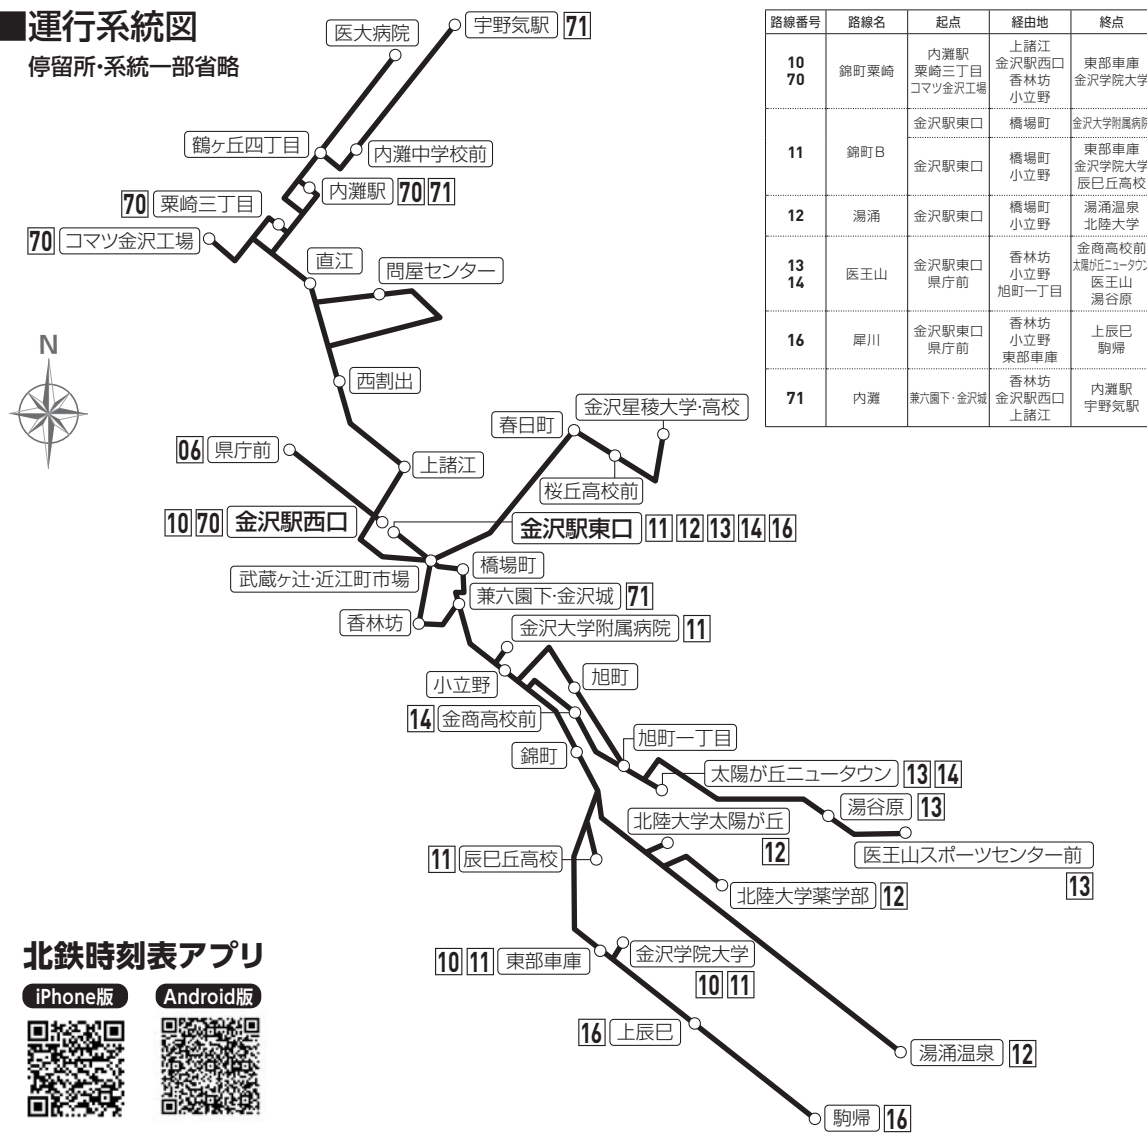 ■運行系統図
停留所・系統一部省略
医大病院
宇野気駅 71
鶴ヶ丘四丁目
内灘中学校前
内灘駅 70 71
70 粟崎三丁目
70 コマツ金沢工場
直江
問屋センター
N
西割出
金沢星稜大学・高校
春日町
06 県庁前
上諸江
桜丘高校前
10 70 金沢駅西口
金沢駅東口 11 12 13 14 16
武蔵ヶ辻・近江町市場
橋場町
兼六園下・金沢城 71
香林坊
金沢大学附属病院 11
小立野
旭町
14 金商高校前
錦町
旭町一丁目
太陽が丘ニュータウン 13 14
湯谷原 13
北陸大学太陽が丘
12
11 辰巳丘高校
医王山スポーツセンター前
13
北陸大学薬学部 12
10 11 東部車庫
金沢学院大学
10 11
16 上辰巳
湯涌温泉 12
駒帰 16
北鉄時刻表アプリ
iPhone版 Android版
路線番号 路線名 起点 経由地 終点
10
70
錦町粟崎
内灘駅
粟崎三丁目
コマツ金沢工場
上諸江
金沢駅西口
香林坊
小立野
東部車庫
金沢学院大学
11
錦町B
金沢駅東口 橋場町 金沢大学附属病院
金沢駅東口
橋場町
小立野
東部車庫
金沢学院大学
辰巳丘高校
12
湯涌
金沢駅東口
橋場町
小立野
湯涌温泉
北陸大学
13
14
医王山
金沢駅東口
県庁前
香林坊
小立野
旭町一丁目
金商高校前
太陽が丘ニュータウン
医王山
湯谷原
16
犀川
金沢駅東口
県庁前
香林坊
小立野
東部車庫
上辰巳
駒帰
71
内灘
兼六園下・金沢城
香林坊
金沢駅西口
上諸江
内灘駅
宇野気駅